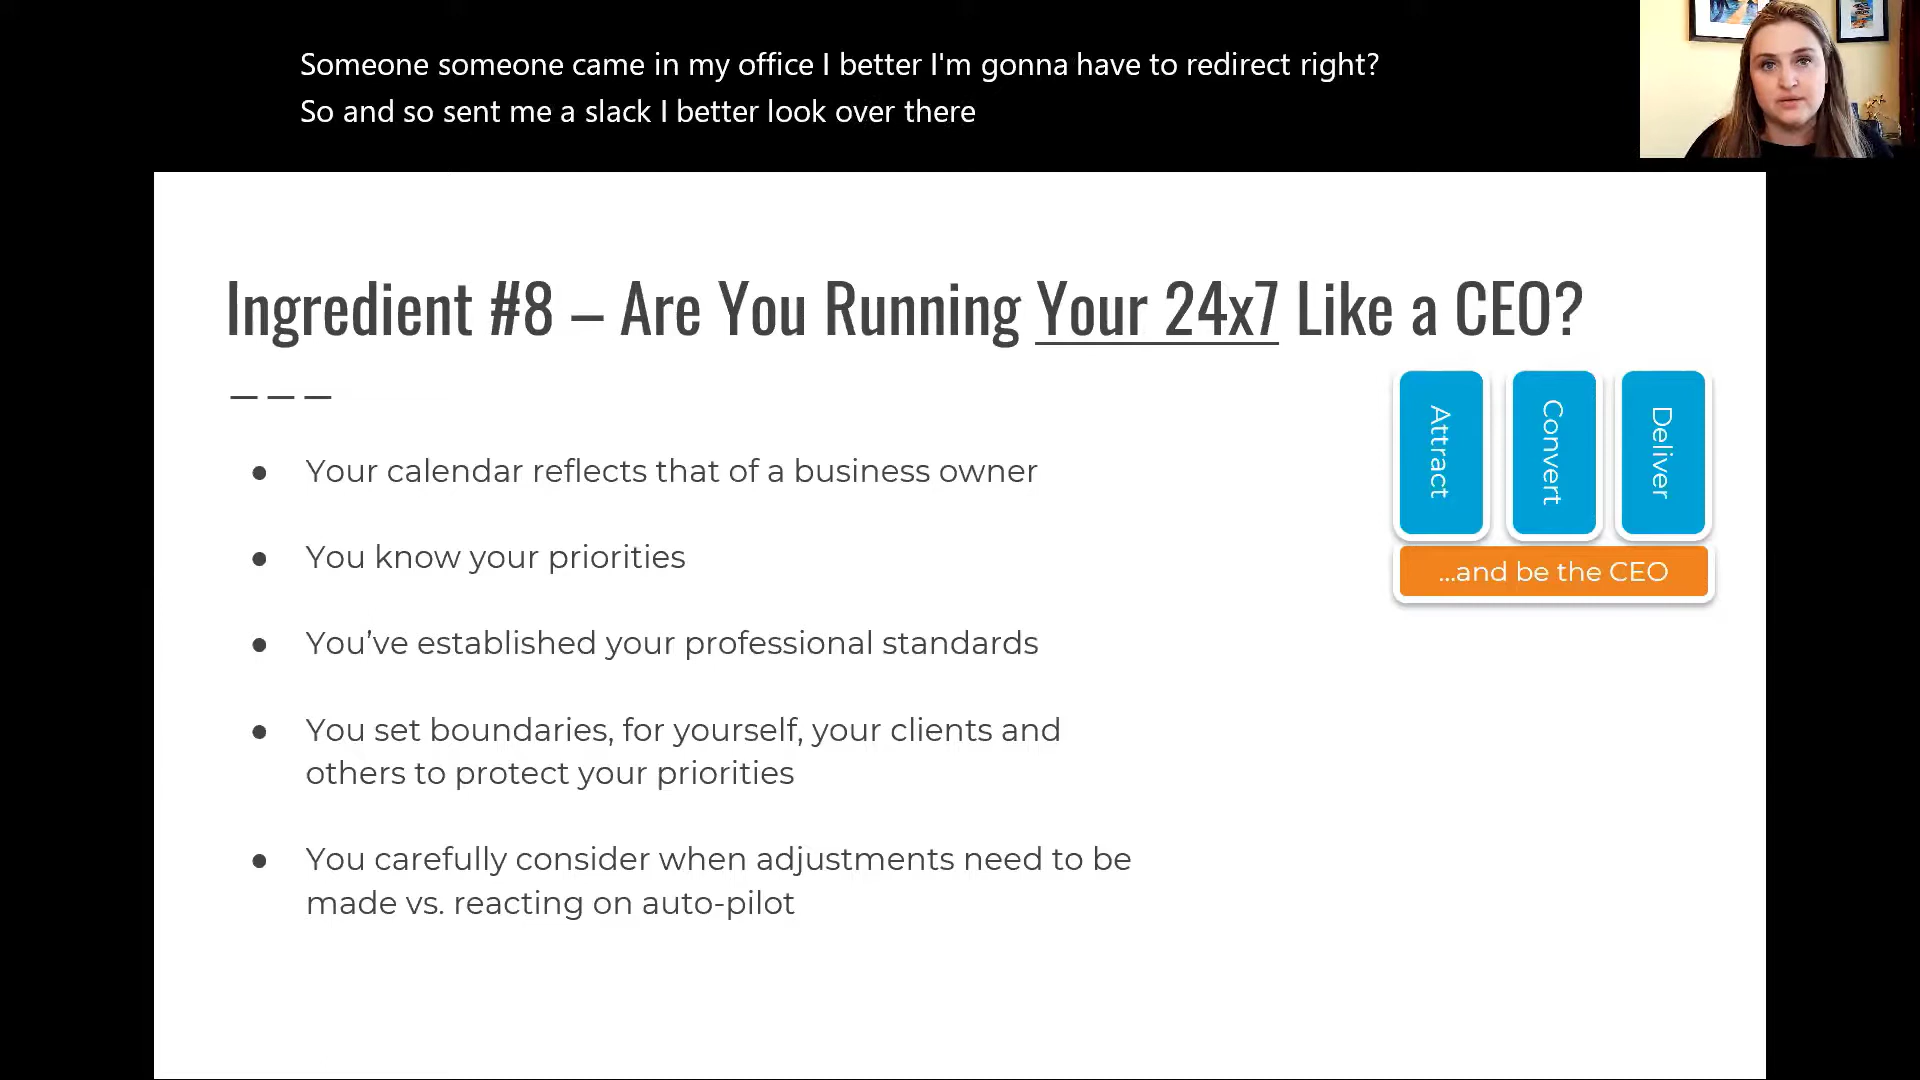 Someone someone came in my office I better I'm gonna have to redirect right?
So and so sent me a slack I better look over there
Ingredient #8 – Are You Running Your 24x7 Like a CEO?
● Your calendar reflects that of a business owner
● You know your priorities
● You’ve established your professional standards
● You set boundaries, for yourself, your clients and
others to protect your priorities
● You carefully consider when adjustments need to be
made vs. reacting on auto-pilot
Attract
Convert
Deliver
...and be the CEO